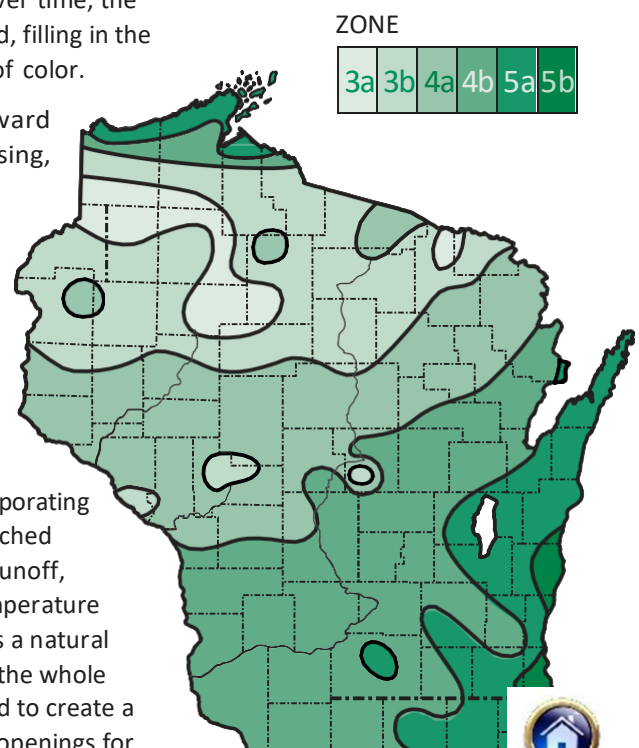 ver time, the
d, filling in the
of color.
ward
sing,
porating
ched
unoff,
perature
s a natural
the whole
d to create a
openings for
ZONE
3a 3b 4a 4b 5a 5b